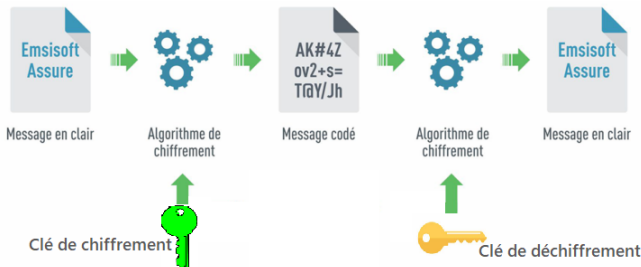 Emsisoft
Assure
AK#4Z
ov2+s=
T@Y/Jh
Emsisoft
Assure
Message en clair
Algorithme de
chiffrement
Message codé
Algorithme de
chiffrement
Message en clair
Clé de chiffrement
Clé de déchiffrement